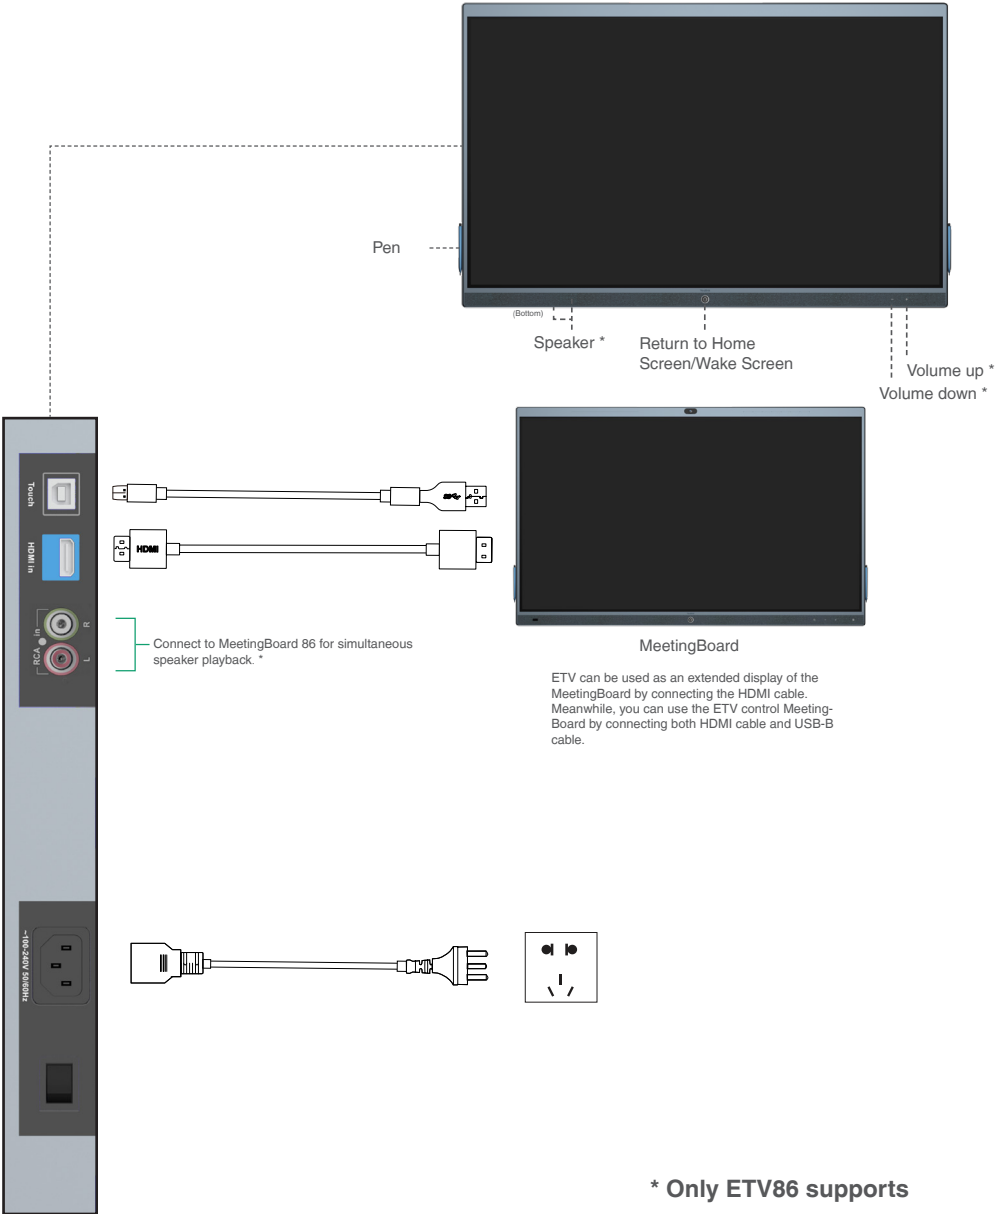 Pen
(Bottom)
Speaker *
Return to Home
Screen/Wake Screen
Volume up *
Volume down *
Touch
HDMI in
HDMI
RCA in
R
L
Connect to MeetingBoard 86 for simultaneous
speaker playback. *
MeetingBoard
ETV can be used as an extended display of the
MeetingBoard by connecting the HDMI cable.
Meanwhile, you can use the ETV control Meeting-
Board by connecting both HDMI cable and USB-B
cable.
~100-240V 50/60Hz
* Only ETV86 supports